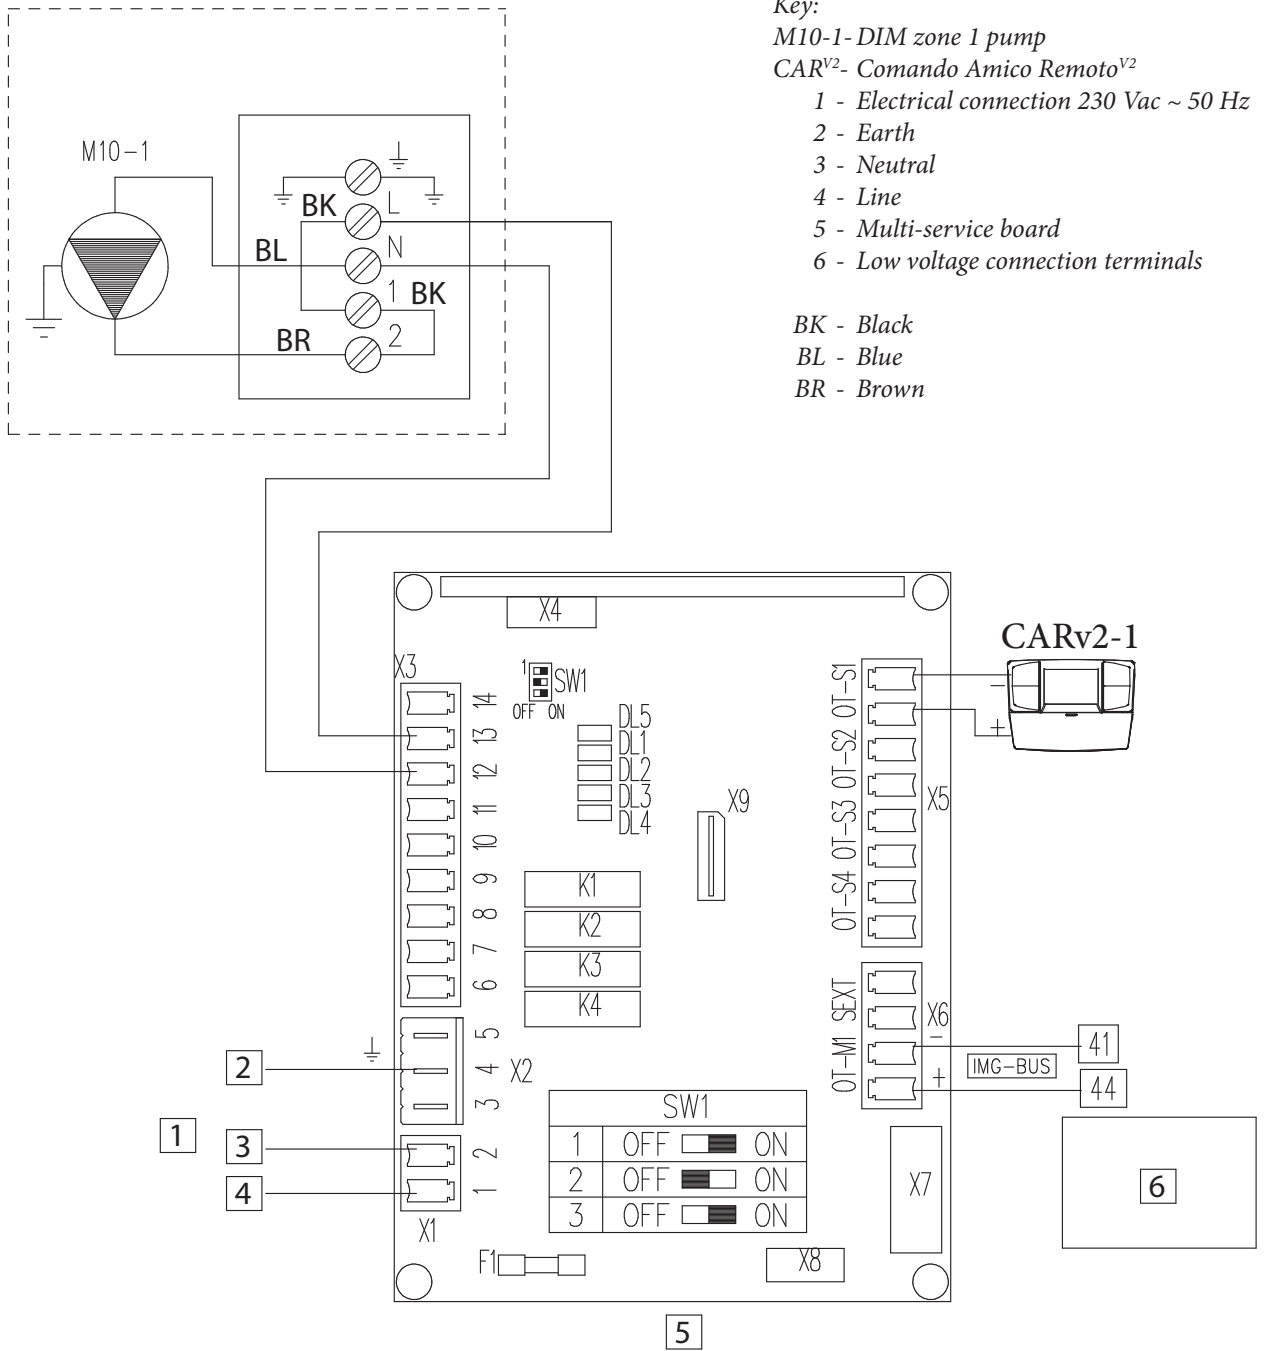 Key:
M10-1- DIM zone 1 pump
CARV2- Comando Amico RemotoV2
1 - Electrical connection 230 Vac ~ 50 Hz
2 - Earth
3 - Neutral
4 - Line
5 - Multi-service board
6 - Low voltage connection terminals
BK - Black
BL - Blue
BR - Brown
M10-1
BK L
BL N
1 BK
BR 2
X4
CARv2-1
X3
1
SW1
OFF ON
14
13
12
11
10
9
8
7
6
DL5
DL1
DL2
DL3
DL4
X9
K1
K2
K3
K4
OT-S1
OT-S2
OT-S3
OT-S4
X5
-
+
SEXT
OT-M1
X6
-
+
IMG-BUS
41
44
5
4
3
X2
2
1
X1
1
2
3
4
SW1
1 OFF ON
2 OFF ON
3 OFF ON
X7
6
F1
X8
5